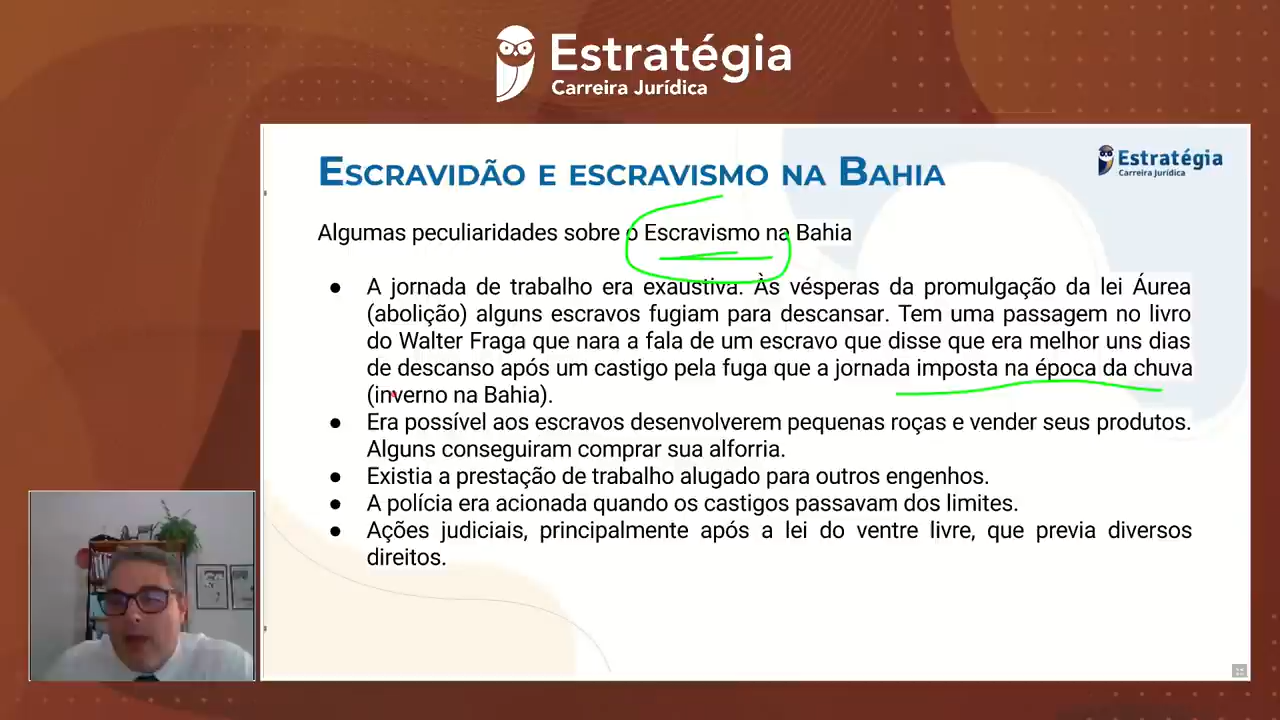 Estratégia
Carreira Jurídica
ESCRAVIDÃO E ESCRAVISMO NA BAHIA
Estratégia
Carreira Jurídica
Algumas peculiaridades sobre o Escravismo na Bahia
● A jornada de trabalho era exaustiva. Às vésperas da promulgação da lei Áurea
(abolição) alguns escravos fugiam para descansar. Tem uma passagem no livro
do Walter Fraga que nara a fala de um escravo que disse que era melhor uns dias
de descanso após um castigo pela fuga que a jornada imposta na época da chuva
(inverno na Bahia).
● Era possível aos escravos desenvolverem pequenas roças e vender seus produtos.
Alguns conseguiram comprar sua alforria.
● Existia a prestação de trabalho alugado para outros engenhos.
● A polícia era acionada quando os castigos passavam dos limites.
● Ações judiciais, principalmente após a lei do ventre livre, que previa diversos
direitos.